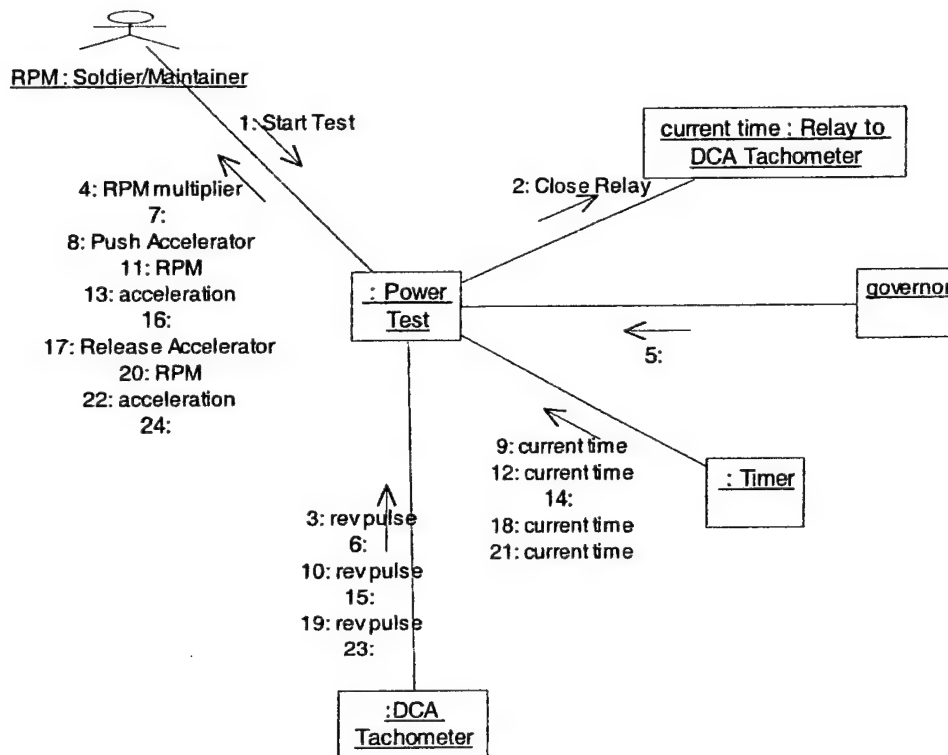 RPM : Soldier/Maintainer
1: Start Test
current time : Relay to
DCA Tachometer
2: Close Relay
4: RPM multiplier
7:
8: Push Accelerator
11: RPM
13: acceleration
16:
17: Release Accelerator
20: RPM
22: acceleration
24:
: Power
Test
governor
5:
9: current time
12: current time
14:
18: current time
21: current time
: Timer
3: rev pulse
6:
10: rev pulse
15:
19: rev pulse
23:
:DCA
Tachometer